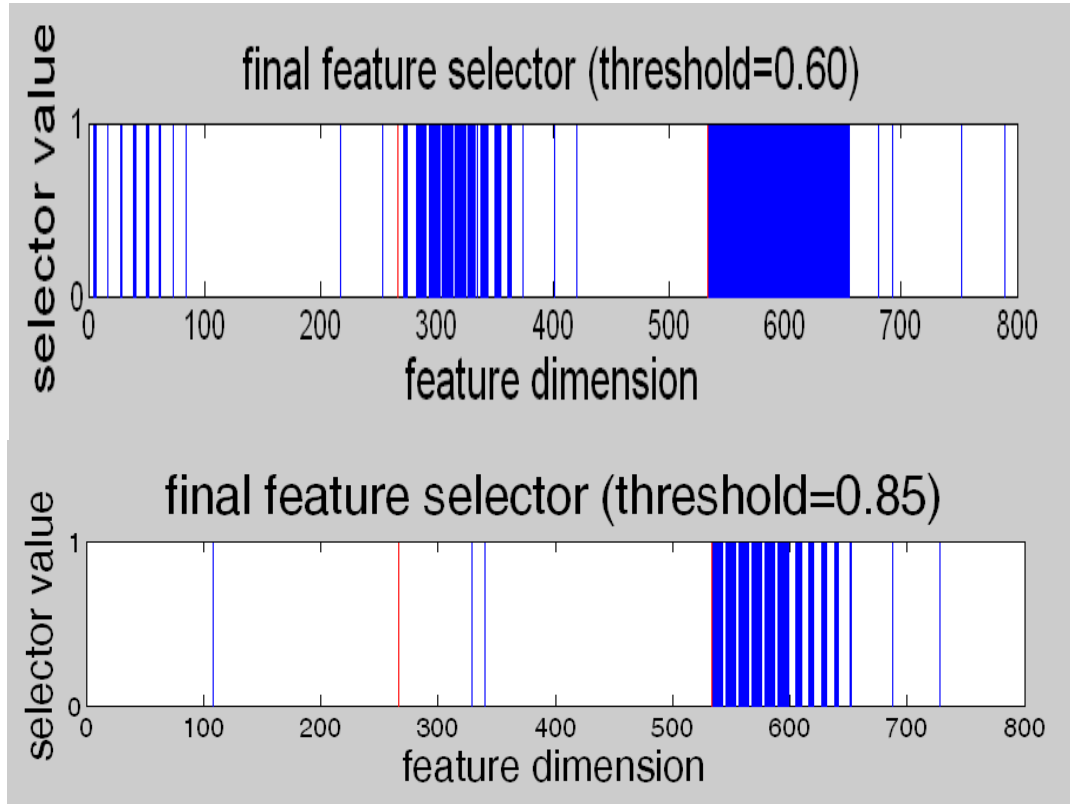 final feature selector (threshold=0.60)
selector value
1
0
0 100 200 300 400 500 600 700 800
feature dimension
final feature selector (threshold=0.85)
selector value
1
0
0 100 200 300 400 500 600 700 800
feature dimension